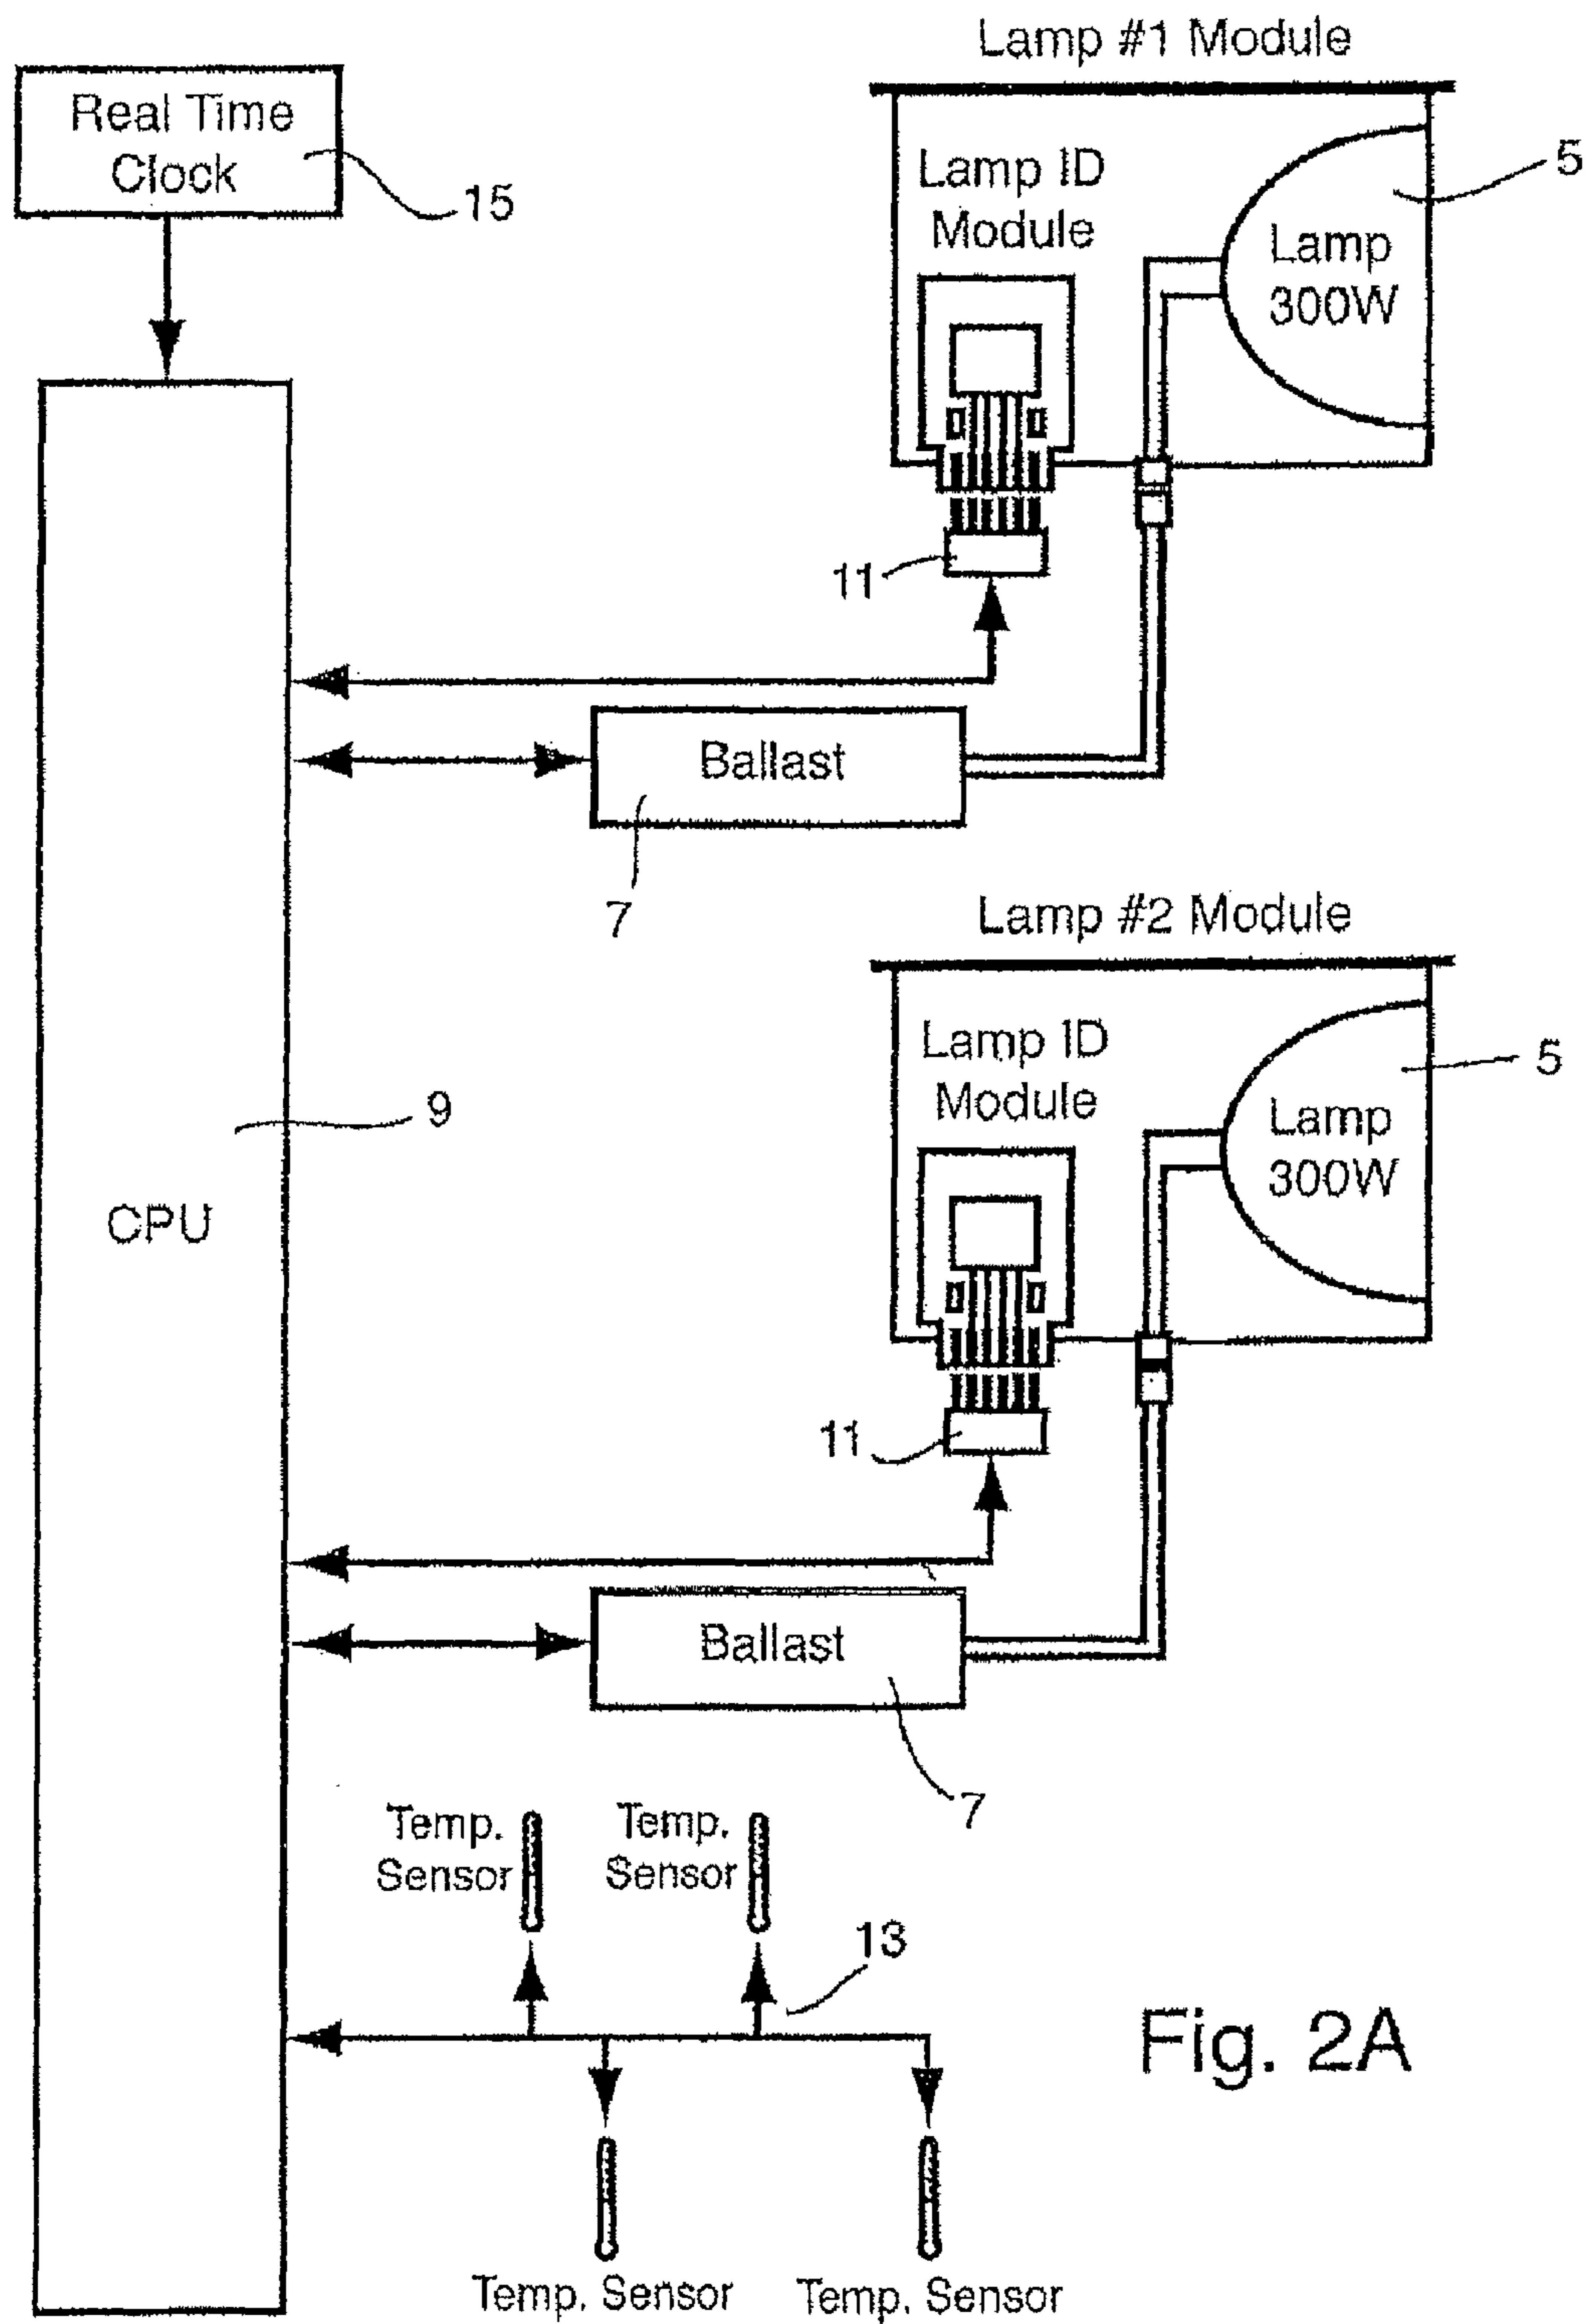 Lamp #1 Module
Real Time
Clock
15
Lamp ID
Module
5
Lamp
300W
11
Ballast
7
Lamp #2 Module
Lamp ID
Module
5
Lamp
300W
9
CPU
11
Ballast
7
Temp.
Sensor
Temp.
Sensor
13
Fig. 2A
Temp. Sensor
Temp. Sensor